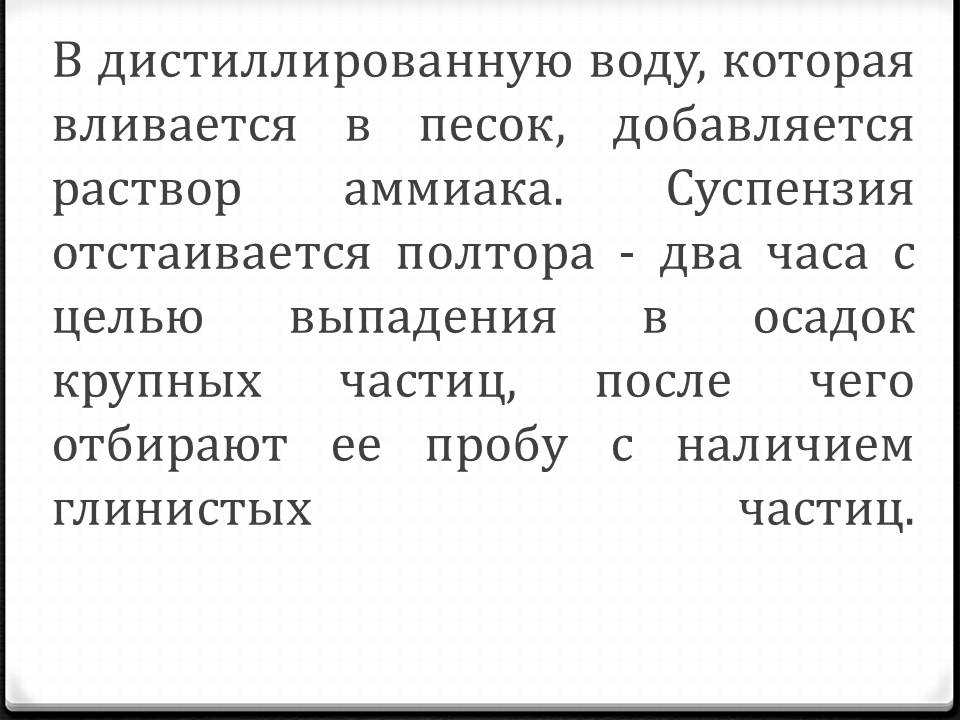 В дистиллированную воду, которая
вливается в песок, добавляется
раствор аммиака. Суспензия
отстаивается полтора - два часа с
целью выпадения в осадок
крупных частиц, после чего
отбирают ее пробу с наличием
глинистых частиц.